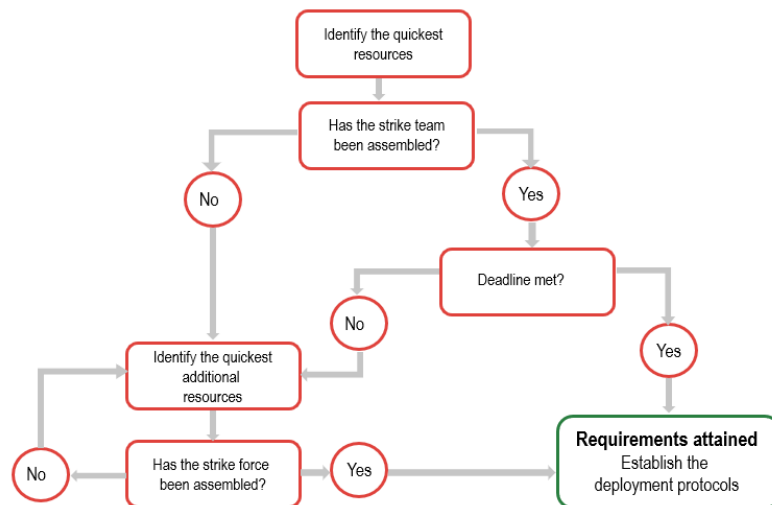 Identify the quickest
resources
Has the strike team
been assembled?
No
Yes
Deadline met?
No
Yes
Identify the quickest
additional
resources
Requirements attained
Establish the
deployment protocols
No
Has the strike force
been assembled?
Yes